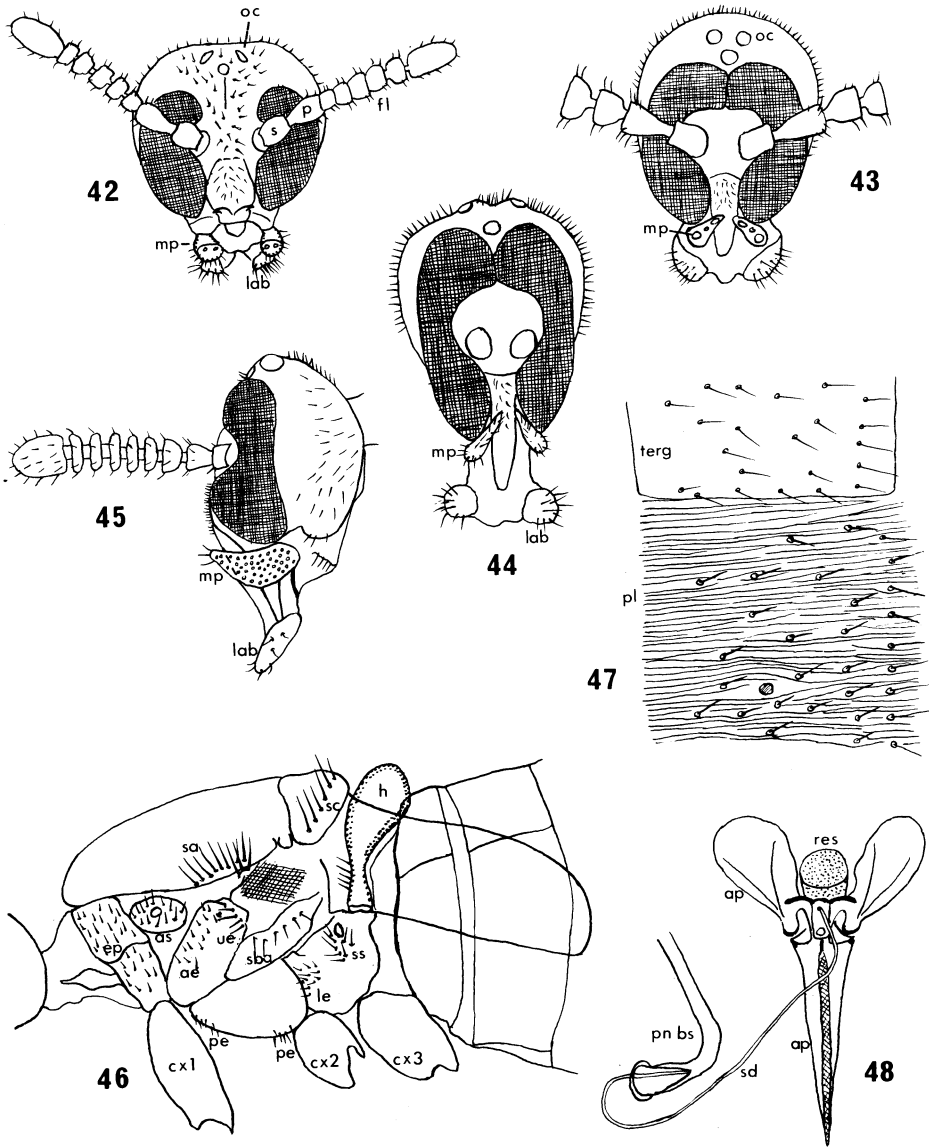 oc
fl
p
s
42
mp
lab
oc
43
mp
mp
lab
44
45
mp
lab
terg
pl
47
sc
h
sa
as
ep
ue
ae
sba
ss
le
pe
pe
cx1
cx2
cx3
46
res
ap
ap
pn bs
sd
48